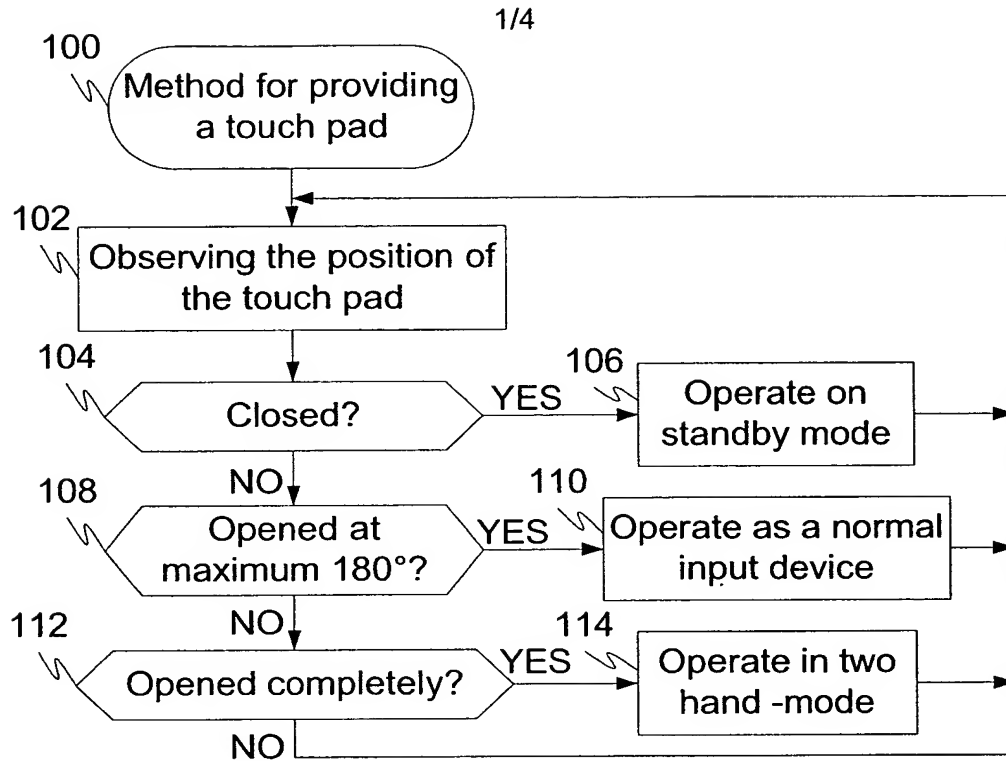 1/4
100
Method for providing
a touch pad
102
Observing the position of
the touch pad
104
Closed?
YES
106
Operate on
standby mode
NO
108
Opened at
maximum 180°?
YES
110
Operate as a normal
input device
NO
112
Opened completely?
YES
114
Operate in two
hand -mode
NO